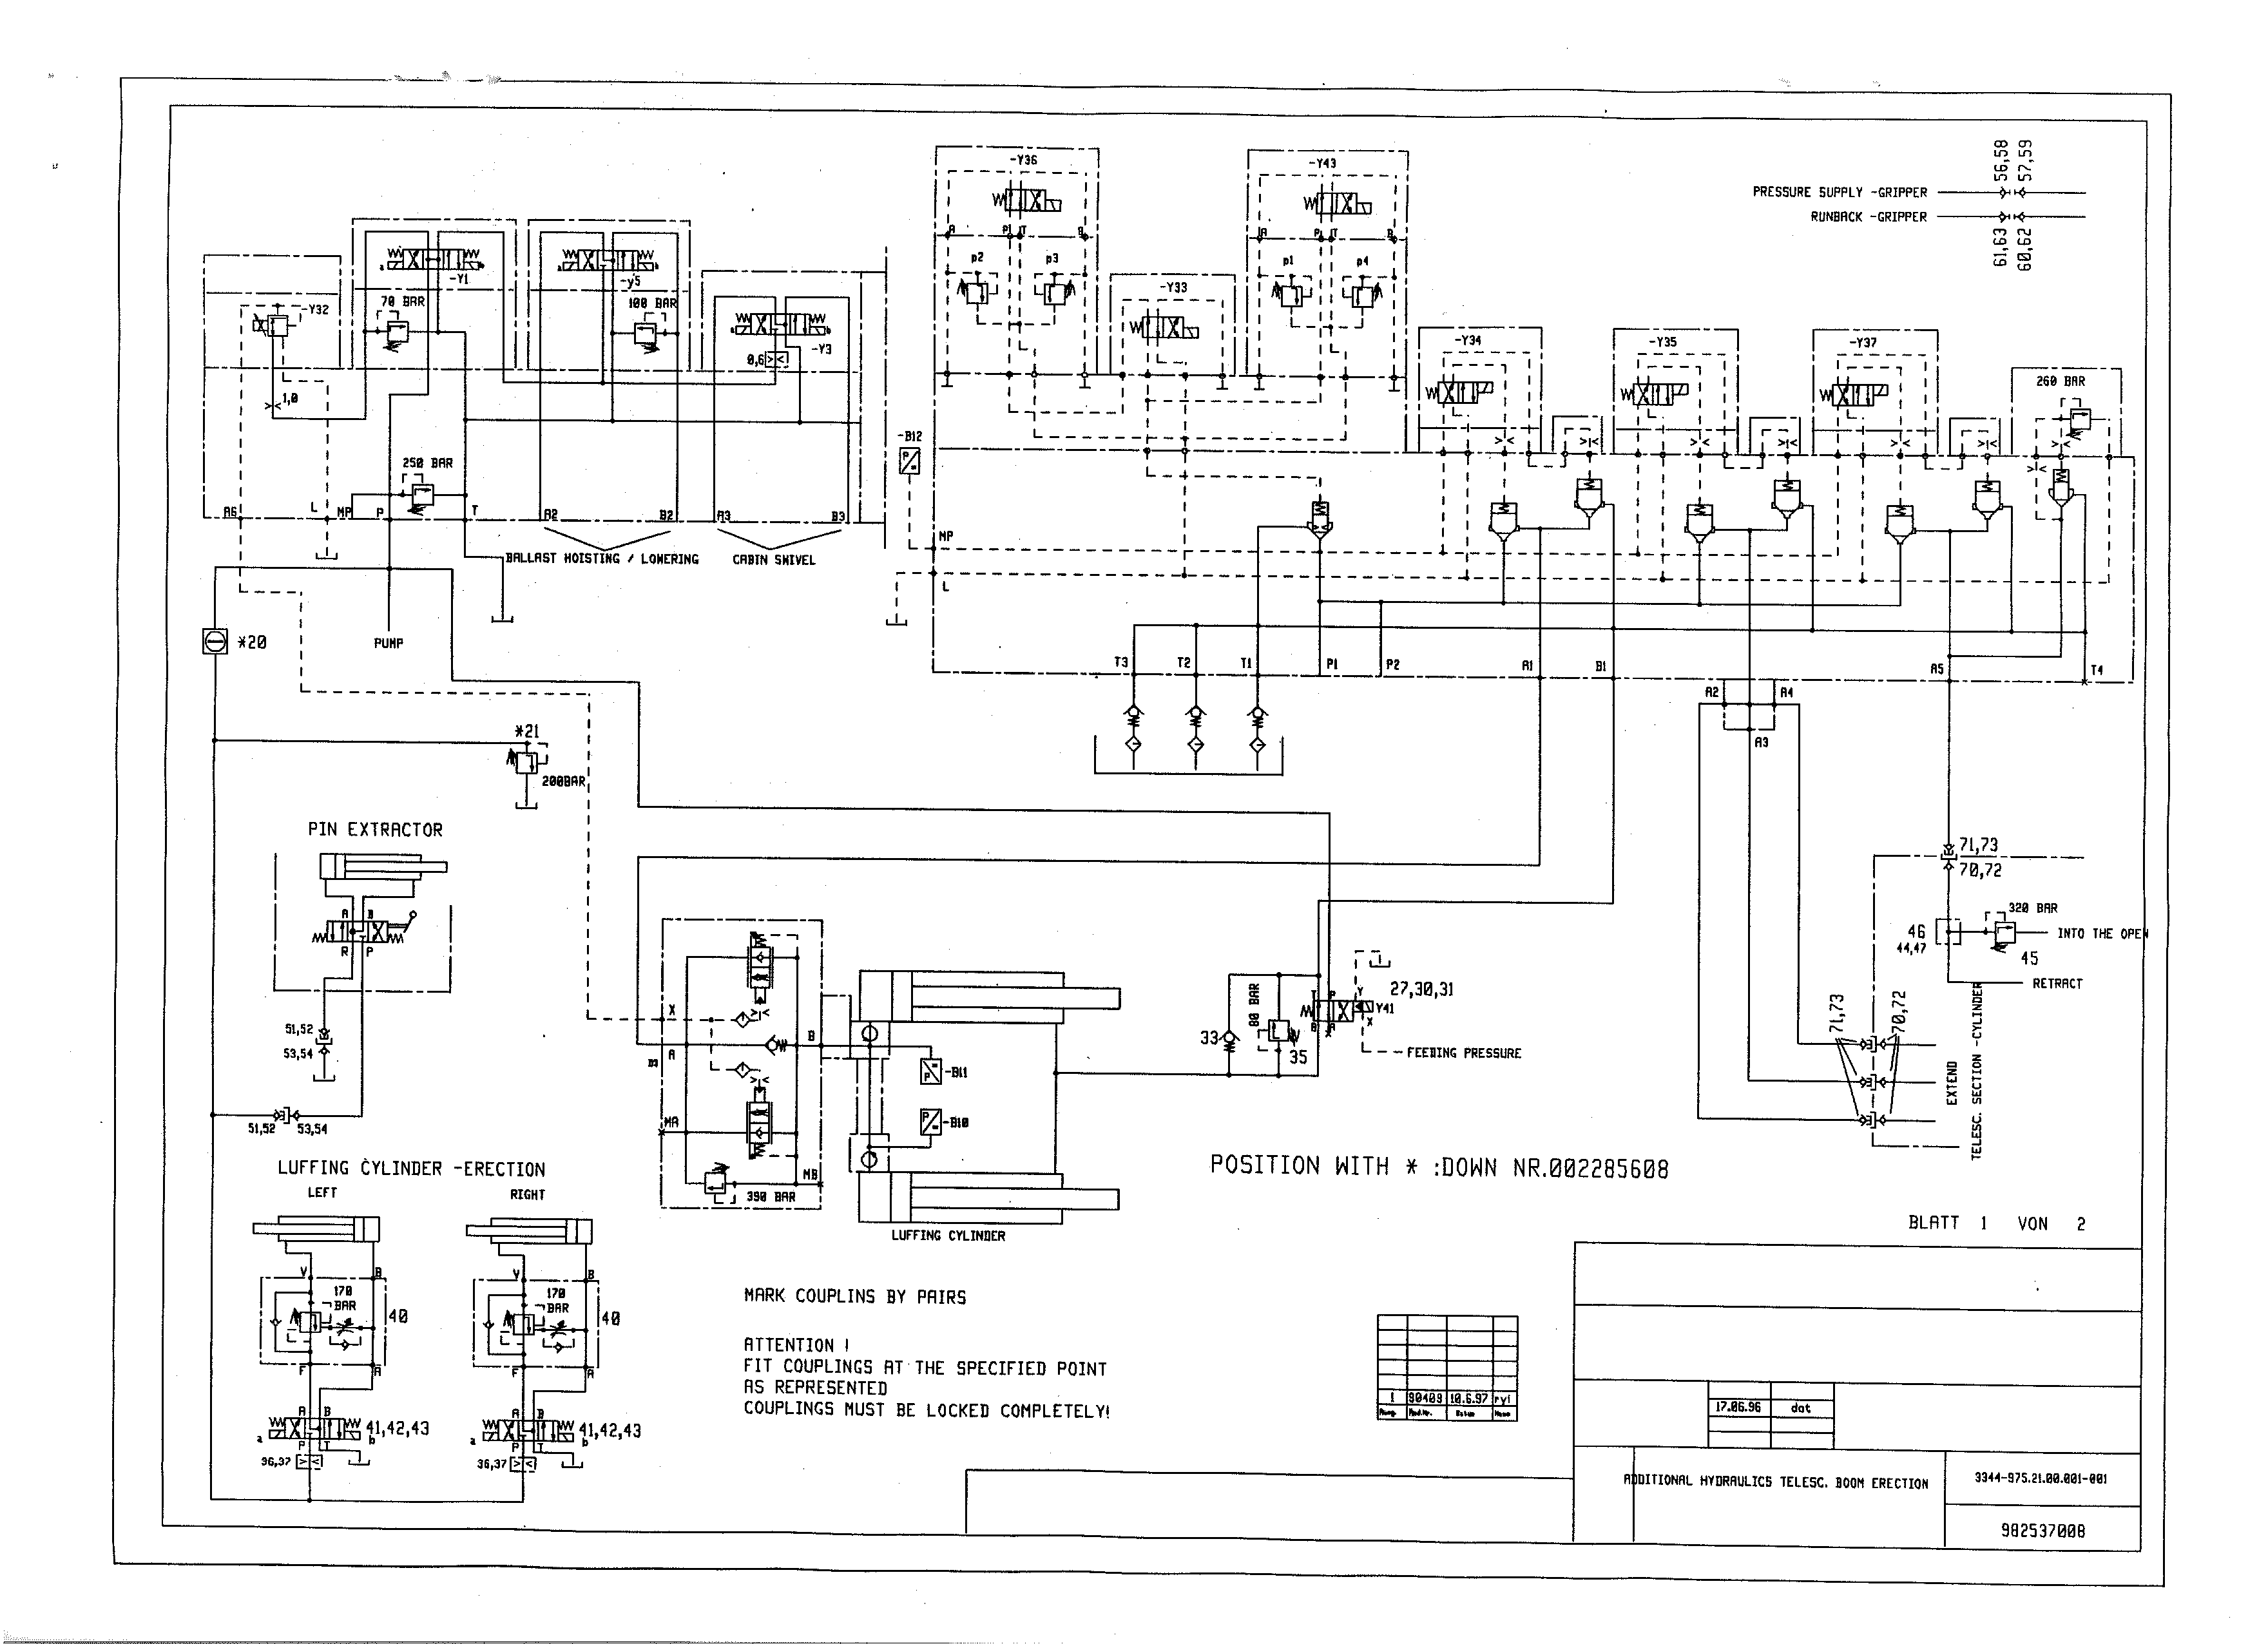 -Y36
-Y43
56,58
57,59
PRESSURE SUPPLY -GRIPPER
RUNBACK -GRIPPER
61,63
60,62
A
P
T
B
A
P
T
B
p2
p3
p1
p4
a
b
-Y1
a
b
-y5
70 BAR
100 BAR
-Y32
-Y33
a
b
-Y3
0,6
-Y34
-Y35
-Y37
260 BAR
1,0
-B12
250 BAR
A6
L
MP
P
T
A2
B2
A3
B3
BALLAST HOISTING / LOWERING
CABIN SWIVEL
MP
L
*20
PUMP
T3
T2
T1
P1
P2
A1
B1
A5
T4
A2
A4
A3
*21
200BAR
PIN EXTRACTOR
71,73
70,72
A
B
R
P
320 BAR
46
44,47
INTO THE OPEN
45
RETRACT
51,52
53,54
X
A
B
-B11
-B10
MA
MB
390 BAR
LUFFING CYLINDER
80 BAR
33
35
T
P
Y
B
A
X
Y41
27,30,31
FEEDING PRESSURE
71,73
70,72
EXTEND
TELESC. SECTION -CYLINDER
51,52
53,54
LUFFING CYLINDER -ERECTION
LEFT
RIGHT
POSITION WITH * :DOWN NR.002285608
BLATT 1 VON 2
V
B
170
BAR
40
F
A
V
B
170
BAR
40
F
A
A
B
a
P
T
b
41,42,43
36,37
A
B
a
P
T
b
41,42,43
36,37
MARK COUPLINS BY PAIRS
ATTENTION !
FIT COUPLINGS AT THE SPECIFIED POINT
AS REPRESENTED
COUPLINGS MUST BE LOCKED COMPLETELY!
1 90409 10.6.97 ryi
17.06.96 dat
ADDITIONAL HYDRAULICS TELESC. BOOM ERECTION
3344-975.21.00.001-001
982537008